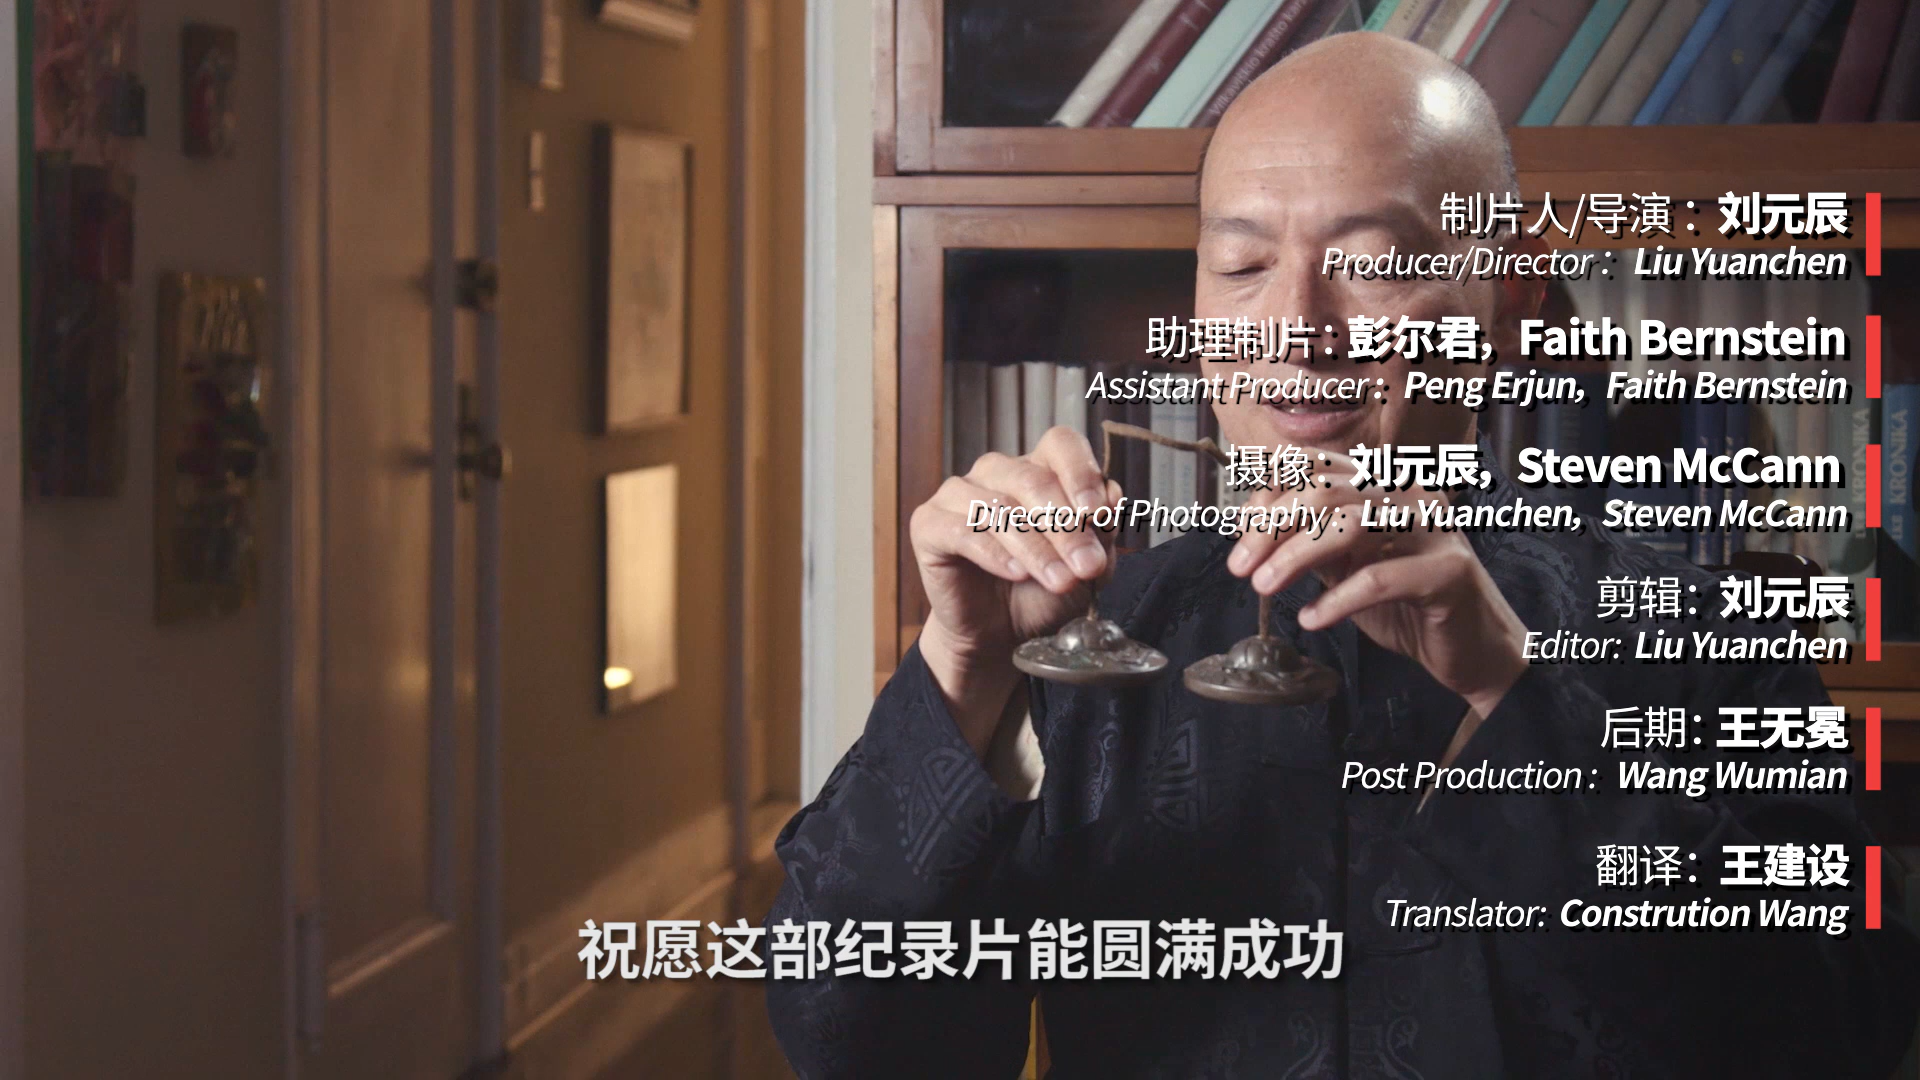 制片人/导演：刘元辰
Producer/Director： Liu Yuanchen
助理制片：彭尔君，Faith Bernstein
Assistant Producer： Peng Erjun，Faith Bernstein
摄像：刘元辰，Steven McCann
Director of Photography： Liu Yuanchen，Steven McCann
KRONIKA
KRONIKA
剪辑：刘元辰
Editor: Liu Yuanchen
后期：王无冕
Post Production： Wang Wumian
翻译：王建设
Translator: Constrution Wang
祝愿这部纪录片能圆满成功